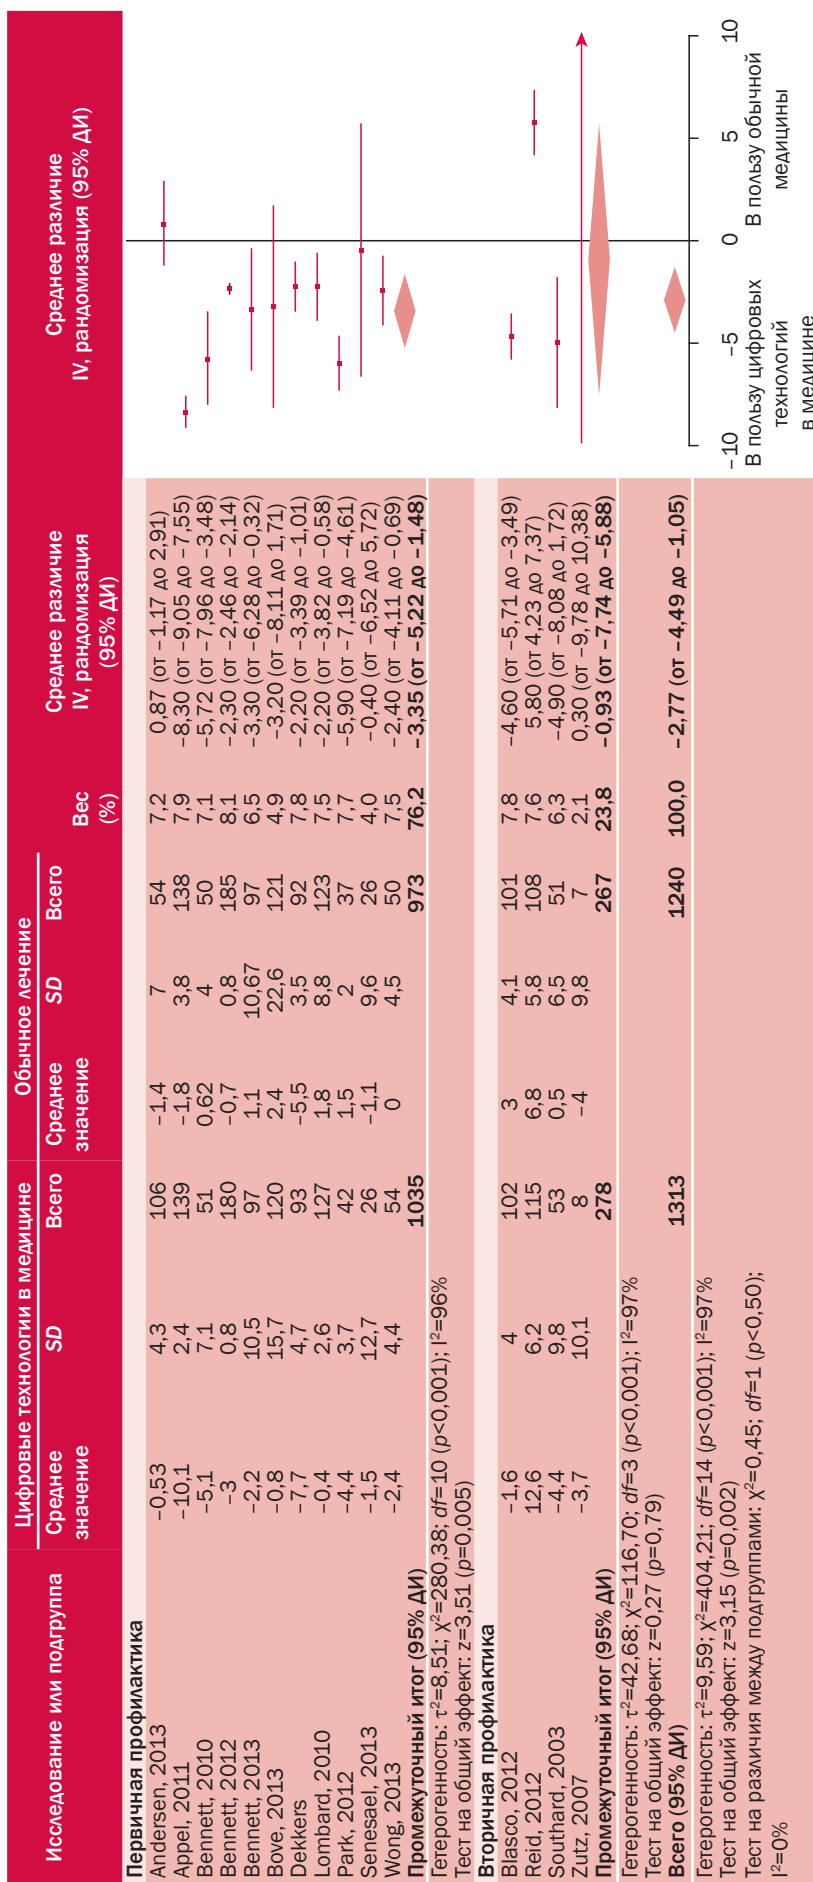 Исследование или подгруппа Цифровые технологии в медицине Обычное лечение Вес (%) Среднее различие IV, рандомизация (95% ДИ) Среднее различие IV, рандомизация (95% ДИ)
Среднее значение SD Всего Среднее значение SD Всего
Первичная профилактика
Andersen, 2013 −0,53 4,3 106 −1,4 7 54 7,2 0,87 (от −1,17 до 2,91)
Appel, 2011 −10,1 2,4 139 −1,8 3,8 138 7,9 −8,30 (от −9,05 до −7,55)
Bennett, 2010 −5,1 7,1 51 0,62 4 50 7,1 −5,72 (от −7,96 до −3,48)
Bennett, 2012 −3 0,8 180 −0,7 0,8 185 8,1 −2,30 (от −2,46 до −2,14)
Bennett, 2013 −2,2 10,5 97 1,1 10,67 97 6,5 −3,30 (от −6,28 до −0,32)
Bove, 2013 −0,8 15,7 120 2,4 22,6 121 4,9 −3,20 (от −8,11 до 1,71)
Dekkers −7,7 4,7 93 −5,5 3,5 92 7,8 −2,20 (от −3,39 до −1,01)
Lombard, 2010 −0,4 2,6 127 1,8 8,8 123 7,5 −2,20 (от −3,82 до −0,58)
Park, 2012 −4,4 3,7 42 1,5 2 37 7,7 −5,90 (от −7,19 до −4,61)
Senesael, 2013 −1,5 12,7 26 −1,1 9,6 26 4,0 −0,40 (от −6,52 до 5,72)
Wong, 2013 −2,4 4,4 54 0 4,5 50 7,5 −2,40 (от −4,11 до −0,69)
Промежуточный итог (95% ДИ) 1035 973 76,2 −3,35 (от −5,22 до −1,48)
Гетерогенность: τ²=8,51; χ²=280,38; df=10 (p<0,001); I²=96%
Тест на общий эффект: z=3,51 (p=0,005)
Вторичная профилактика
Blasco, 2012 −1,6 4 102 3 4,1 101 7,8 −4,60 (от −5,71 до −3,49)
Reid, 2012 12,6 6,2 115 6,8 5,8 108 7,6 5,80 (от 4,23 до 7,37)
Southard, 2003 −4,4 9,8 53 0,5 6,5 51 6,3 −4,90 (от −8,08 до 1,72)
Zutz, 2007 −3,7 10,1 8 −4 9,8 7 2,1 0,30 (от −9,78 до 10,38)
Промежуточный итог (95% ДИ) 278 267 23,8 −0,93 (от −7,74 до −5,88)
Гетерогенность: τ²=42,68; χ²=116,70; df=3 (p<0,001); I²=97%
Тест на общий эффект: z=0,27 (p=0,79)
Всего (95% ДИ) 1313 1240 100,0 −2,77 (от −4,49 до −1,05)
Гетерогенность: τ²=9,59; χ²=404,21; df=14 (p<0,001); I²=97%
Тест на общий эффект: z=3,15 (p=0,002)
Тест на различия между подгруппами: χ²=0,45; df=1 (p<0,50);
I²=0%
−10 −5 0 5 10
В пользу цифровых
технологий
в медицине
В пользу обычной
медицины